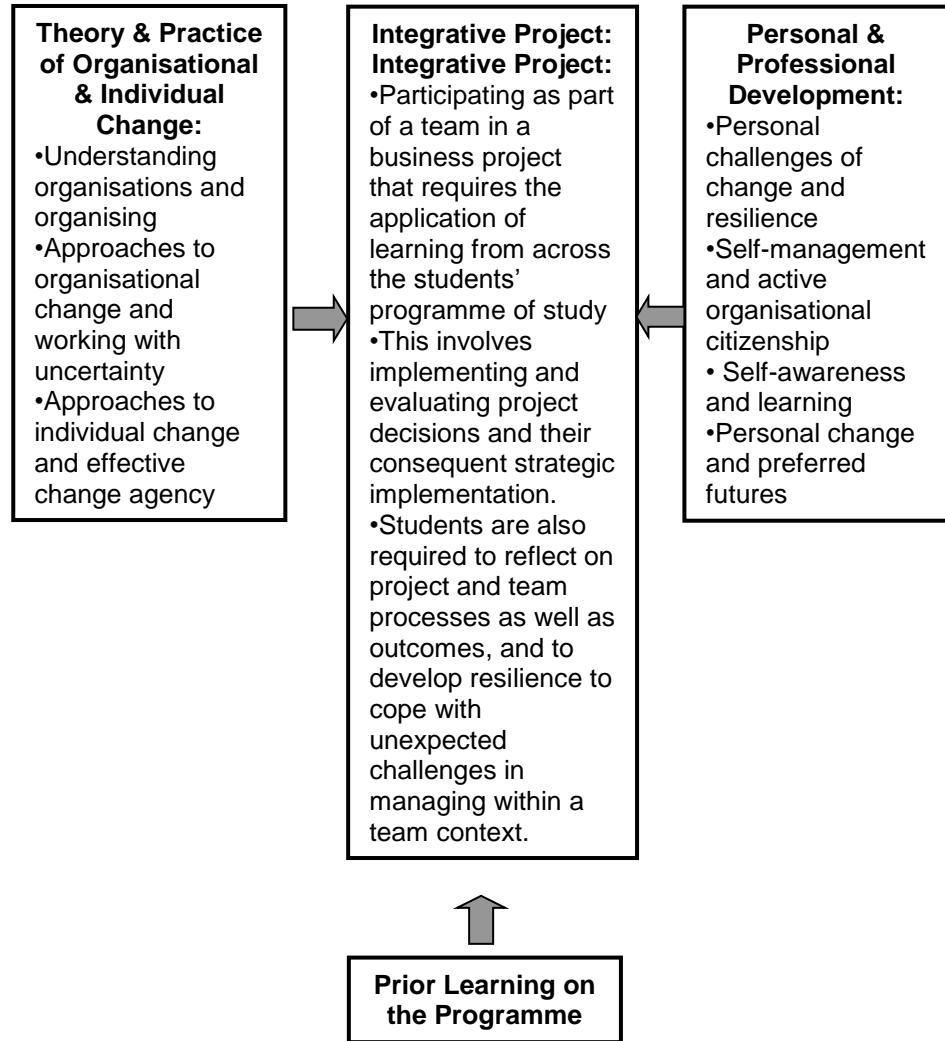 Theory & Practice
of Organisational
& Individual
Change:
•Understanding
organisations and
organising
•Approaches to
organisational
change and
working with
uncertainty
•Approaches to
individual change
and effective
change agency
Integrative Project:
Integrative Project:
•Participating as part
of a team in a
business project
that requires the
application of
learning from across
the students’
programme of study
•This involves
implementing and
evaluating project
decisions and their
consequent strategic
implementation.
•Students are also
required to reflect on
project and team
processes as well as
outcomes, and to
develop resilience to
cope with
unexpected
challenges in
managing within a
team context.
Personal &
Professional
Development:
•Personal
challenges of
change and
resilience
•Self-management
and active
organisational
citizenship
• Self-awareness
and learning
•Personal change
and preferred
futures
Prior Learning on
the Programme